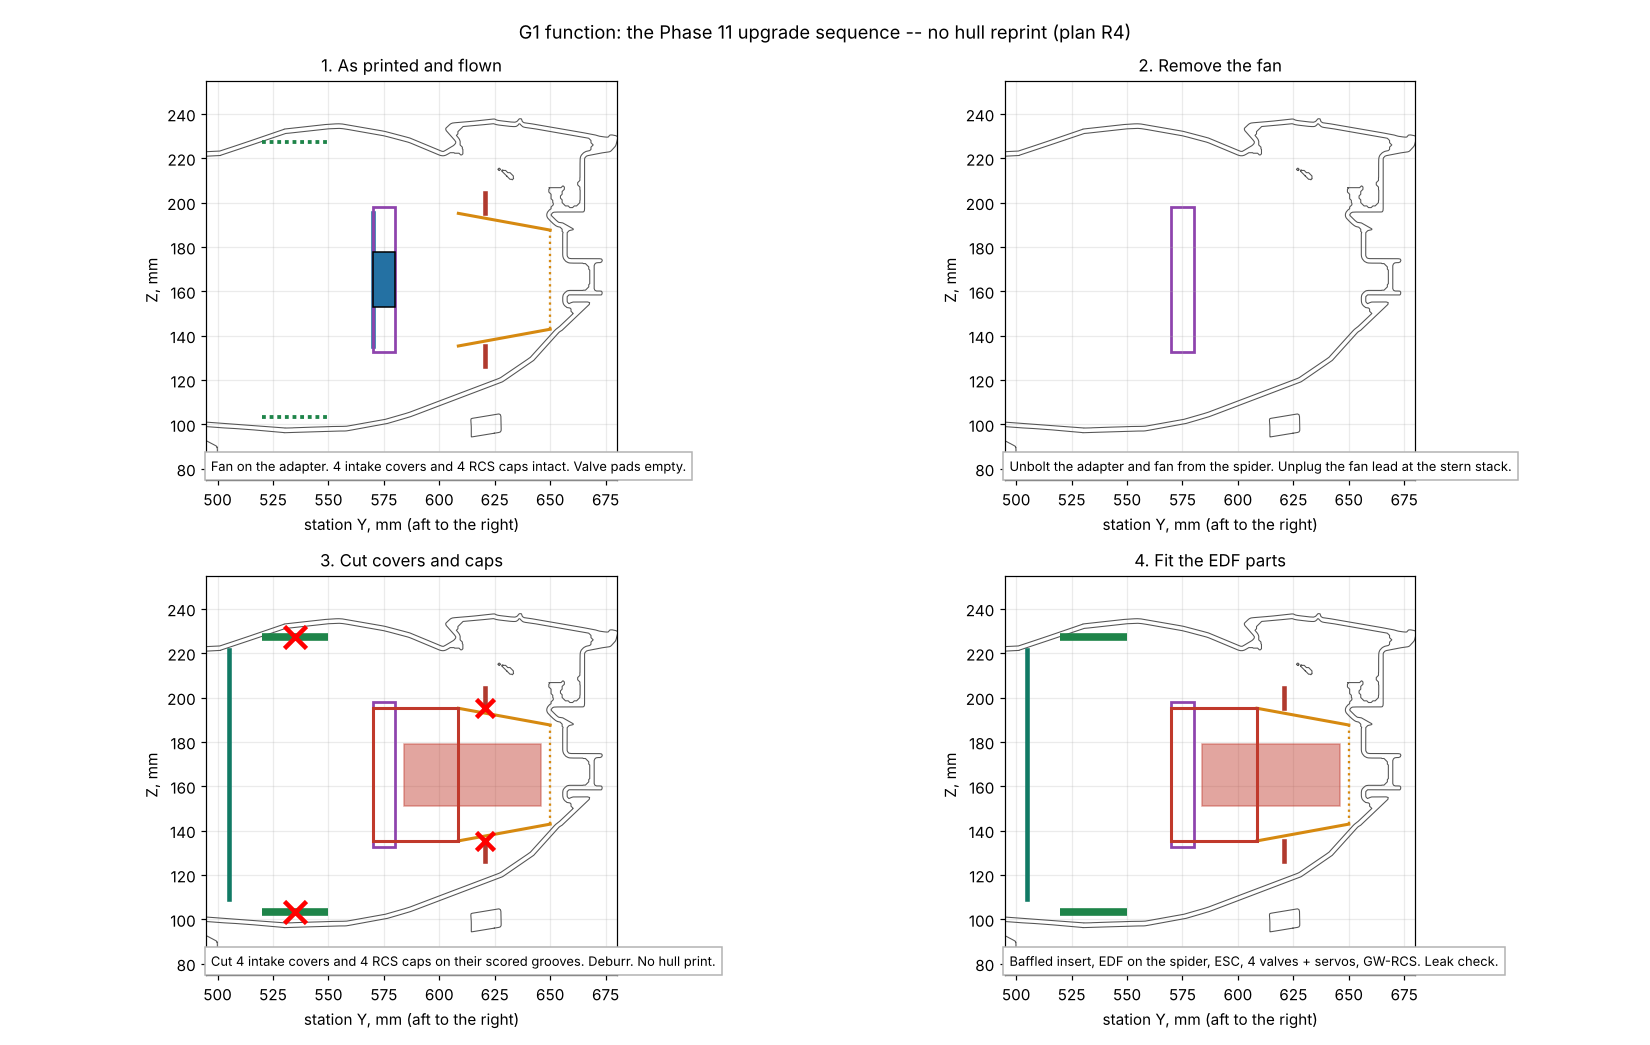 G1 function: the Phase 11 upgrade sequence -- no hull reprint (plan R4)
1. As printed and flown
240
220
200
180
160
140
120
100
80
Z, mm
Fan on the adapter. 4 intake covers and 4 RCS caps intact. Valve pads empty.
500 525 550 575 600 625 650 675
station Y, mm (aft to the right)
2. Remove the fan
240
220
200
180
160
140
120
100
80
Z, mm
Unbolt the adapter and fan from the spider. Unplug the fan lead at the stern stack.
500 525 550 575 600 625 650 675
station Y, mm (aft to the right)
3. Cut covers and caps
240
220
200
180
160
140
120
100
80
Z, mm
Cut 4 intake covers and 4 RCS caps on their scored grooves. Deburr. No hull print.
500 525 550 575 600 625 650 675
station Y, mm (aft to the right)
4. Fit the EDF parts
240
220
200
180
160
140
120
100
80
Z, mm
Baffled insert, EDF on the spider, ESC, 4 valves + servos, GW-RCS. Leak check.
500 525 550 575 600 625 650 675
station Y, mm (aft to the right)